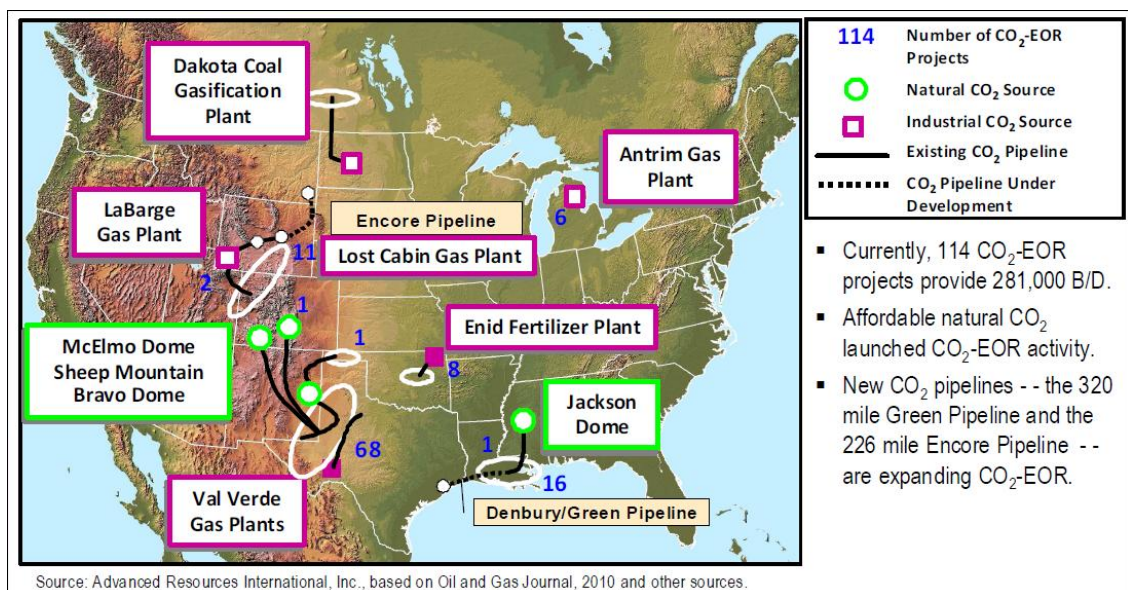 Dakota Coal
Gasification
Plant
LaBarge
Gas Plant
Encore Pipeline
11
Lost Cabin Gas Plant
2
1
McElmo Dome
Sheep Mountain
Bravo Dome
1
Enid Fertilizer Plant
8
Antrim Gas
Plant
6
Jackson
Dome
68
1
16
Val Verde
Gas Plants
Denbury/Green Pipeline
Source: Advanced Resources International, Inc., based on Oil and Gas Journal, 2010 and other sources.
114 Number of CO₂-EOR
Projects
Natural CO₂ Source
Industrial CO₂ Source
Existing CO₂ Pipeline
CO₂ Pipeline Under
Development
▪ Currently, 114 CO₂-EOR
projects provide 281,000 B/D.
▪ Affordable natural CO₂
launched CO₂-EOR activity.
▪ New CO₂ pipelines - - the 320
mile Green Pipeline and the
226 mile Encore Pipeline - -
are expanding CO₂-EOR.